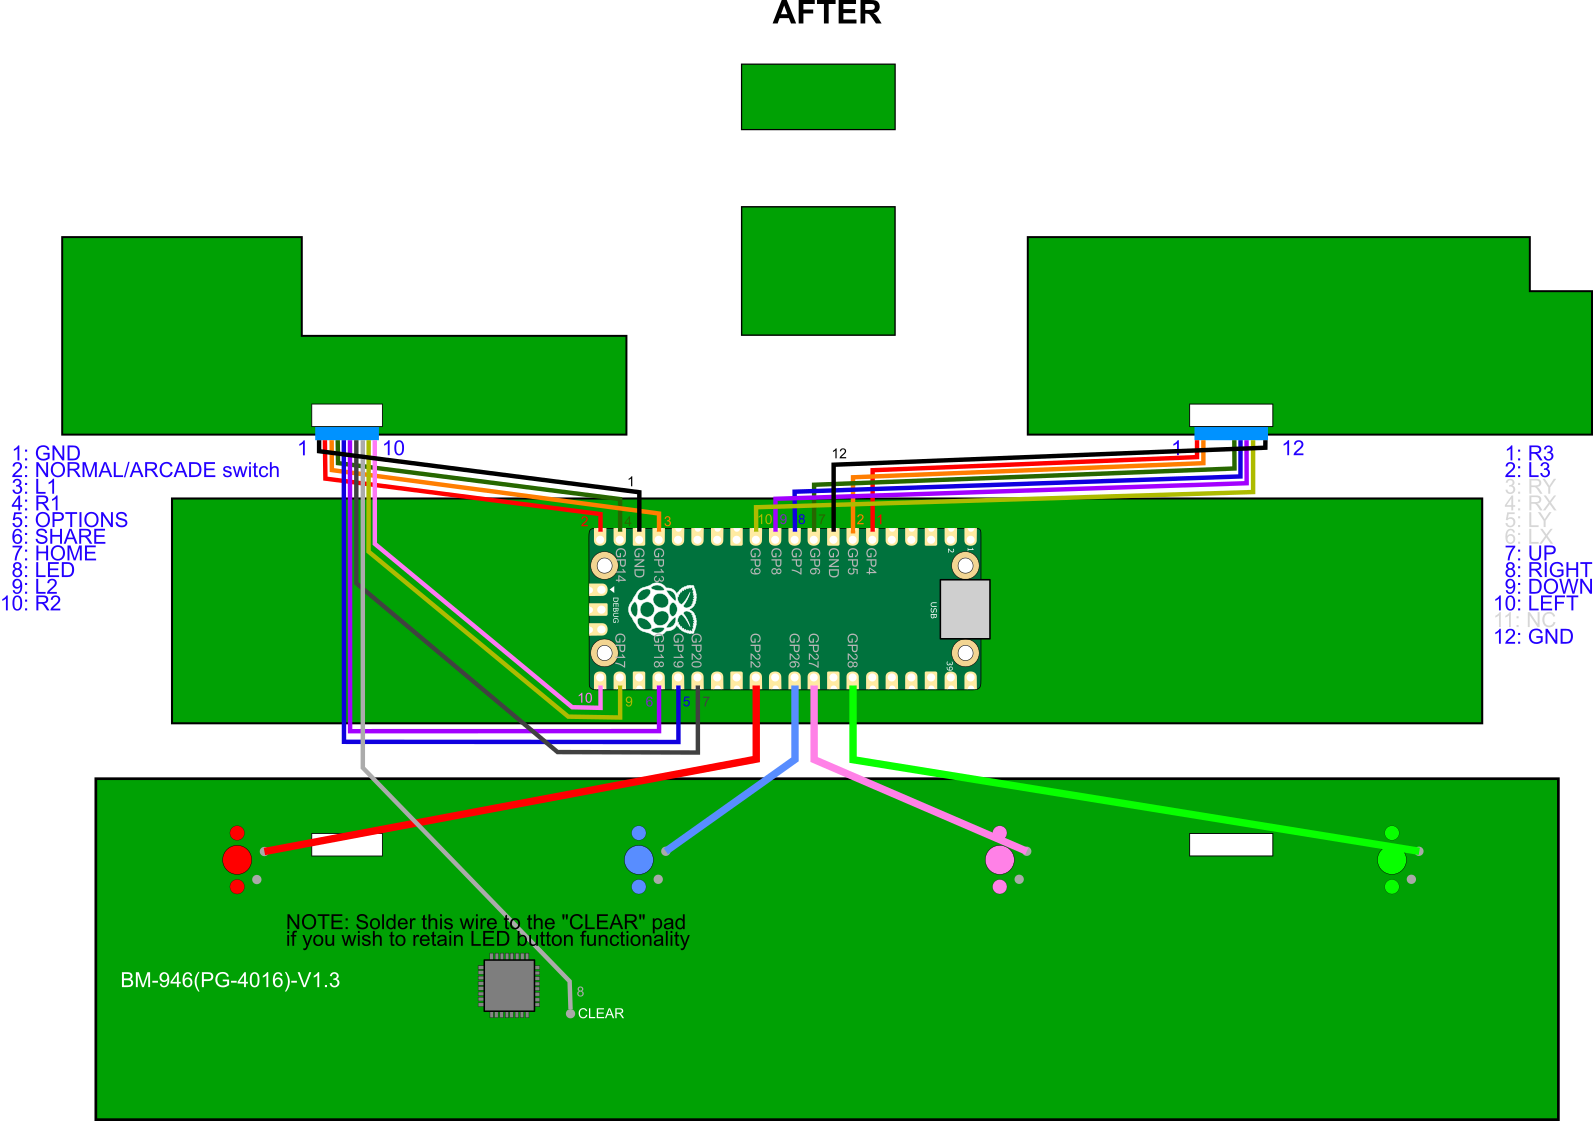 AFTER
1
10
1: GND
2: NORMAL/ARCADE switch
3: L1
4: R1
5: OPTIONS
6: SHARE
7: HOME
8: LED
9: L2
10: R2
1
12
1: R3
2: L3
3: RY
4: RX
5: LY
6: LX
7: UP
8: RIGHT
9: DOWN
10: LEFT
11: NC
12: GND
1
12
2
4
3
10
9
8
7
2
1
GP14
GND
GP13
GP9
GP8
GP7
GP6
GND
GP5
GP4
2
1
DEBUG
USB
GP17
GP18
GP19
GP20
GP22
GP26
GP27
GP28
39
10
9
6
5
7
NOTE: Solder this wire to the "CLEAR" pad
if you wish to retain LED button functionality
BM-946(PG-4016)-V1.3
8
CLEAR